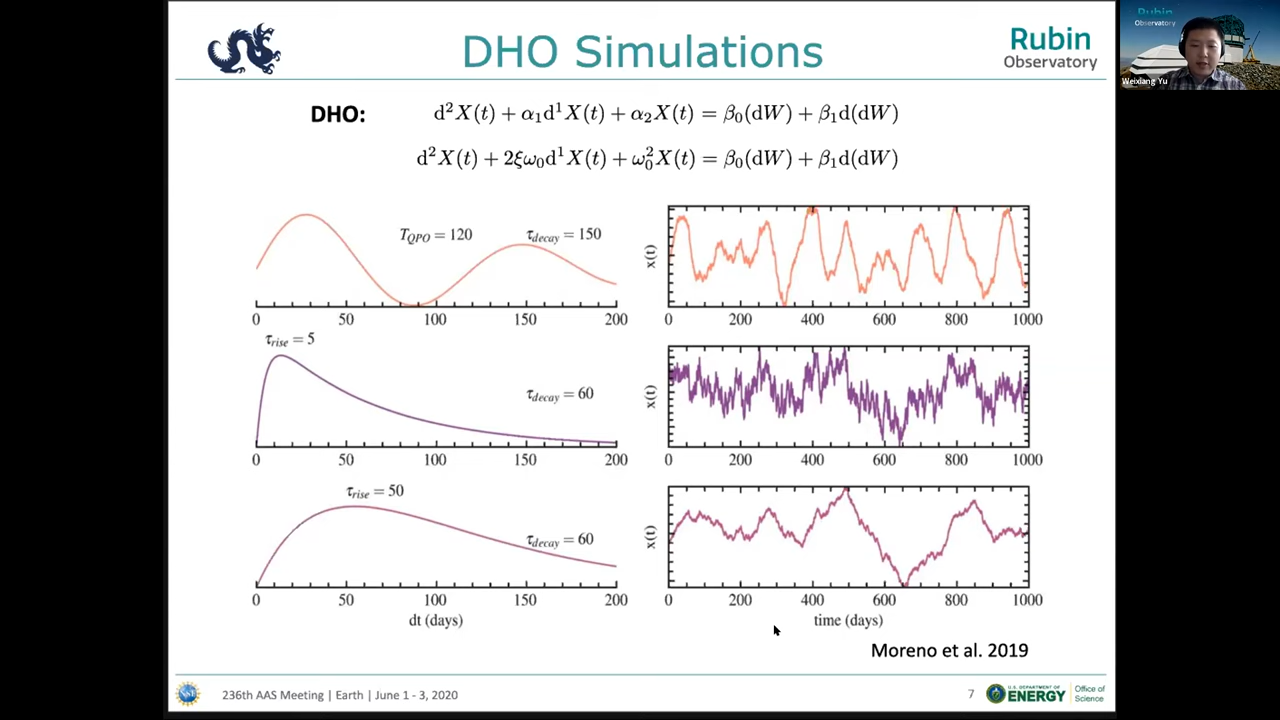 DHO Simulations
Rubin
Observatory
Rubin
Observatory
Weixiang Yu
DHO:
d²X(t) + α₁d¹X(t) + α₂X(t) = β₀(dW) + β₁d(dW)
d²X(t) + 2ξω₀d¹X(t) + ω₀²X(t) = β₀(dW) + β₁d(dW)
T_QPO = 120
τ_decay = 150
x(t)
0 50 100 150 200
0 200 400 600 800 1000
τ_rise = 5
τ_decay = 60
x(t)
0 50 100 150 200
0 200 400 600 800 1000
τ_rise = 50
τ_decay = 60
x(t)
0 50 100 150 200
0 200 400 600 800 1000
dt (days)
time (days)
Moreno et al. 2019
NSF
236th AAS Meeting | Earth | June 1 - 3, 2020
7
U.S. DEPARTMENT OF
ENERGY
Office of
Science